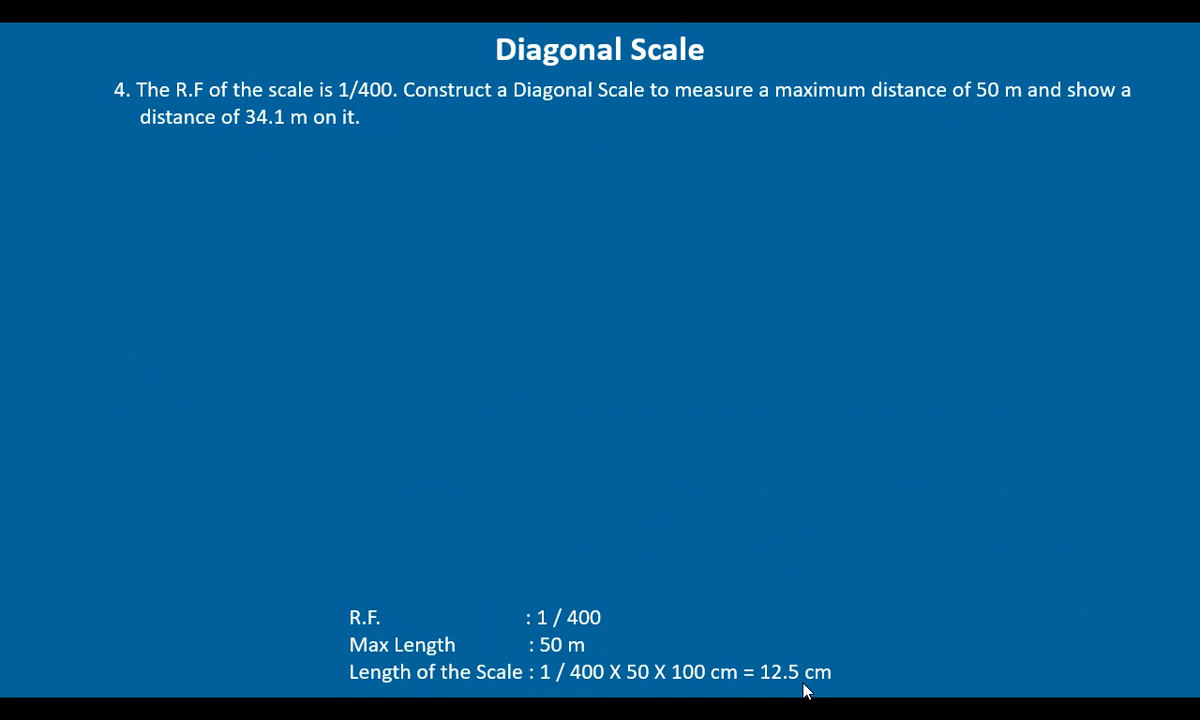 Diagonal Scale
4. The R.F of the scale is 1/400. Construct a Diagonal Scale to measure a maximum distance of 50 m and show a
distance of 34.1 m on it.
R.F. : 1 / 400
Max Length : 50 m
Length of the Scale : 1 / 400 X 50 X 100 cm = 12.5 cm